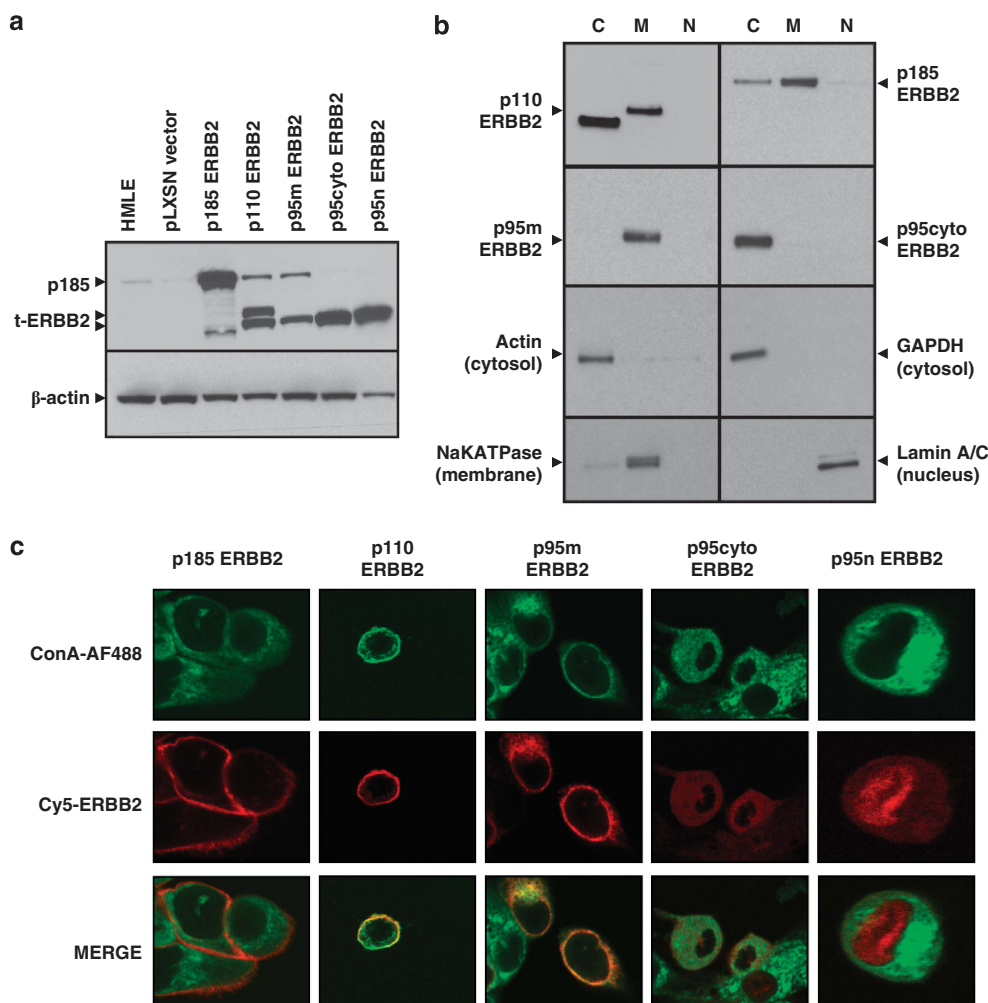 a
HMLE
pLXSN vector
p185 ERBB2
p110 ERBB2
p95m ERBB2
p95cyto ERBB2
p95n ERBB2
p185
t-ERBB2
β-actin
b
C M N C M N
p110
ERBB2
p185
ERBB2
p95m
ERBB2
p95cyto
ERBB2
Actin
(cytosol)
GAPDH
(cytosol)
NaKATPase
(membrane)
Lamin A/C
(nucleus)
c
p185 ERBB2
p110
ERBB2
p95m
ERBB2
p95cyto
ERBB2
p95n ERBB2
ConA-AF488
Cy5-ERBB2
MERGE